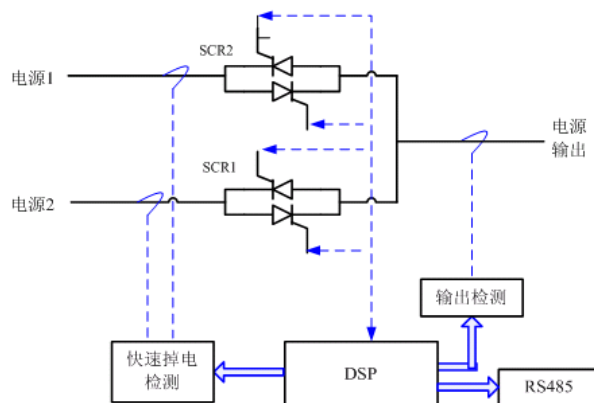 SCR2
电源1
电源
输出
SCR1
电源2
输出检测
快速掉电
检测
DSP
RS485